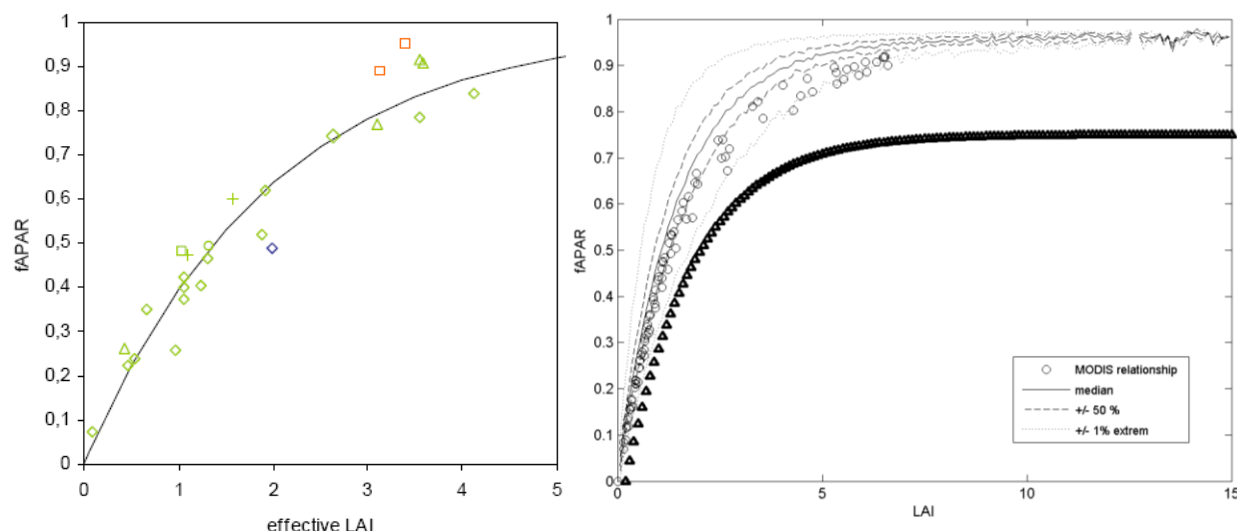 1
0,9
0,8
0,7
0,6
0,5
0,4
0,3
0,2
0,1
0
0 1 2 3 4 5
fAPAR
effective LAI
1
0.9
0.8
0.7
0.6
0.5
0.4
0.3
0.2
0.1
0
0 5 10 15
fAPAR
LAI
MODIS relationship
median
+/- 50 %
+/- 1% extrem